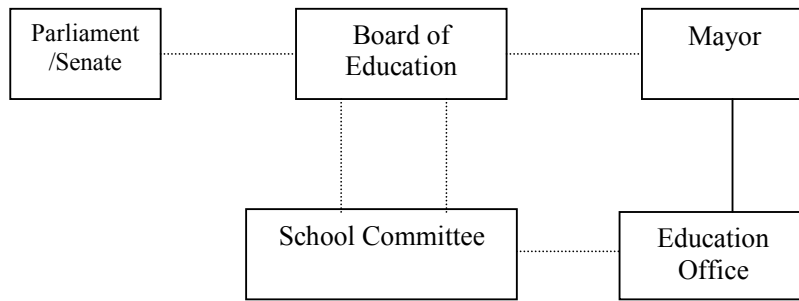 Parliament
/Senate
Board of
Education
Mayor
School Committee
Education
Office